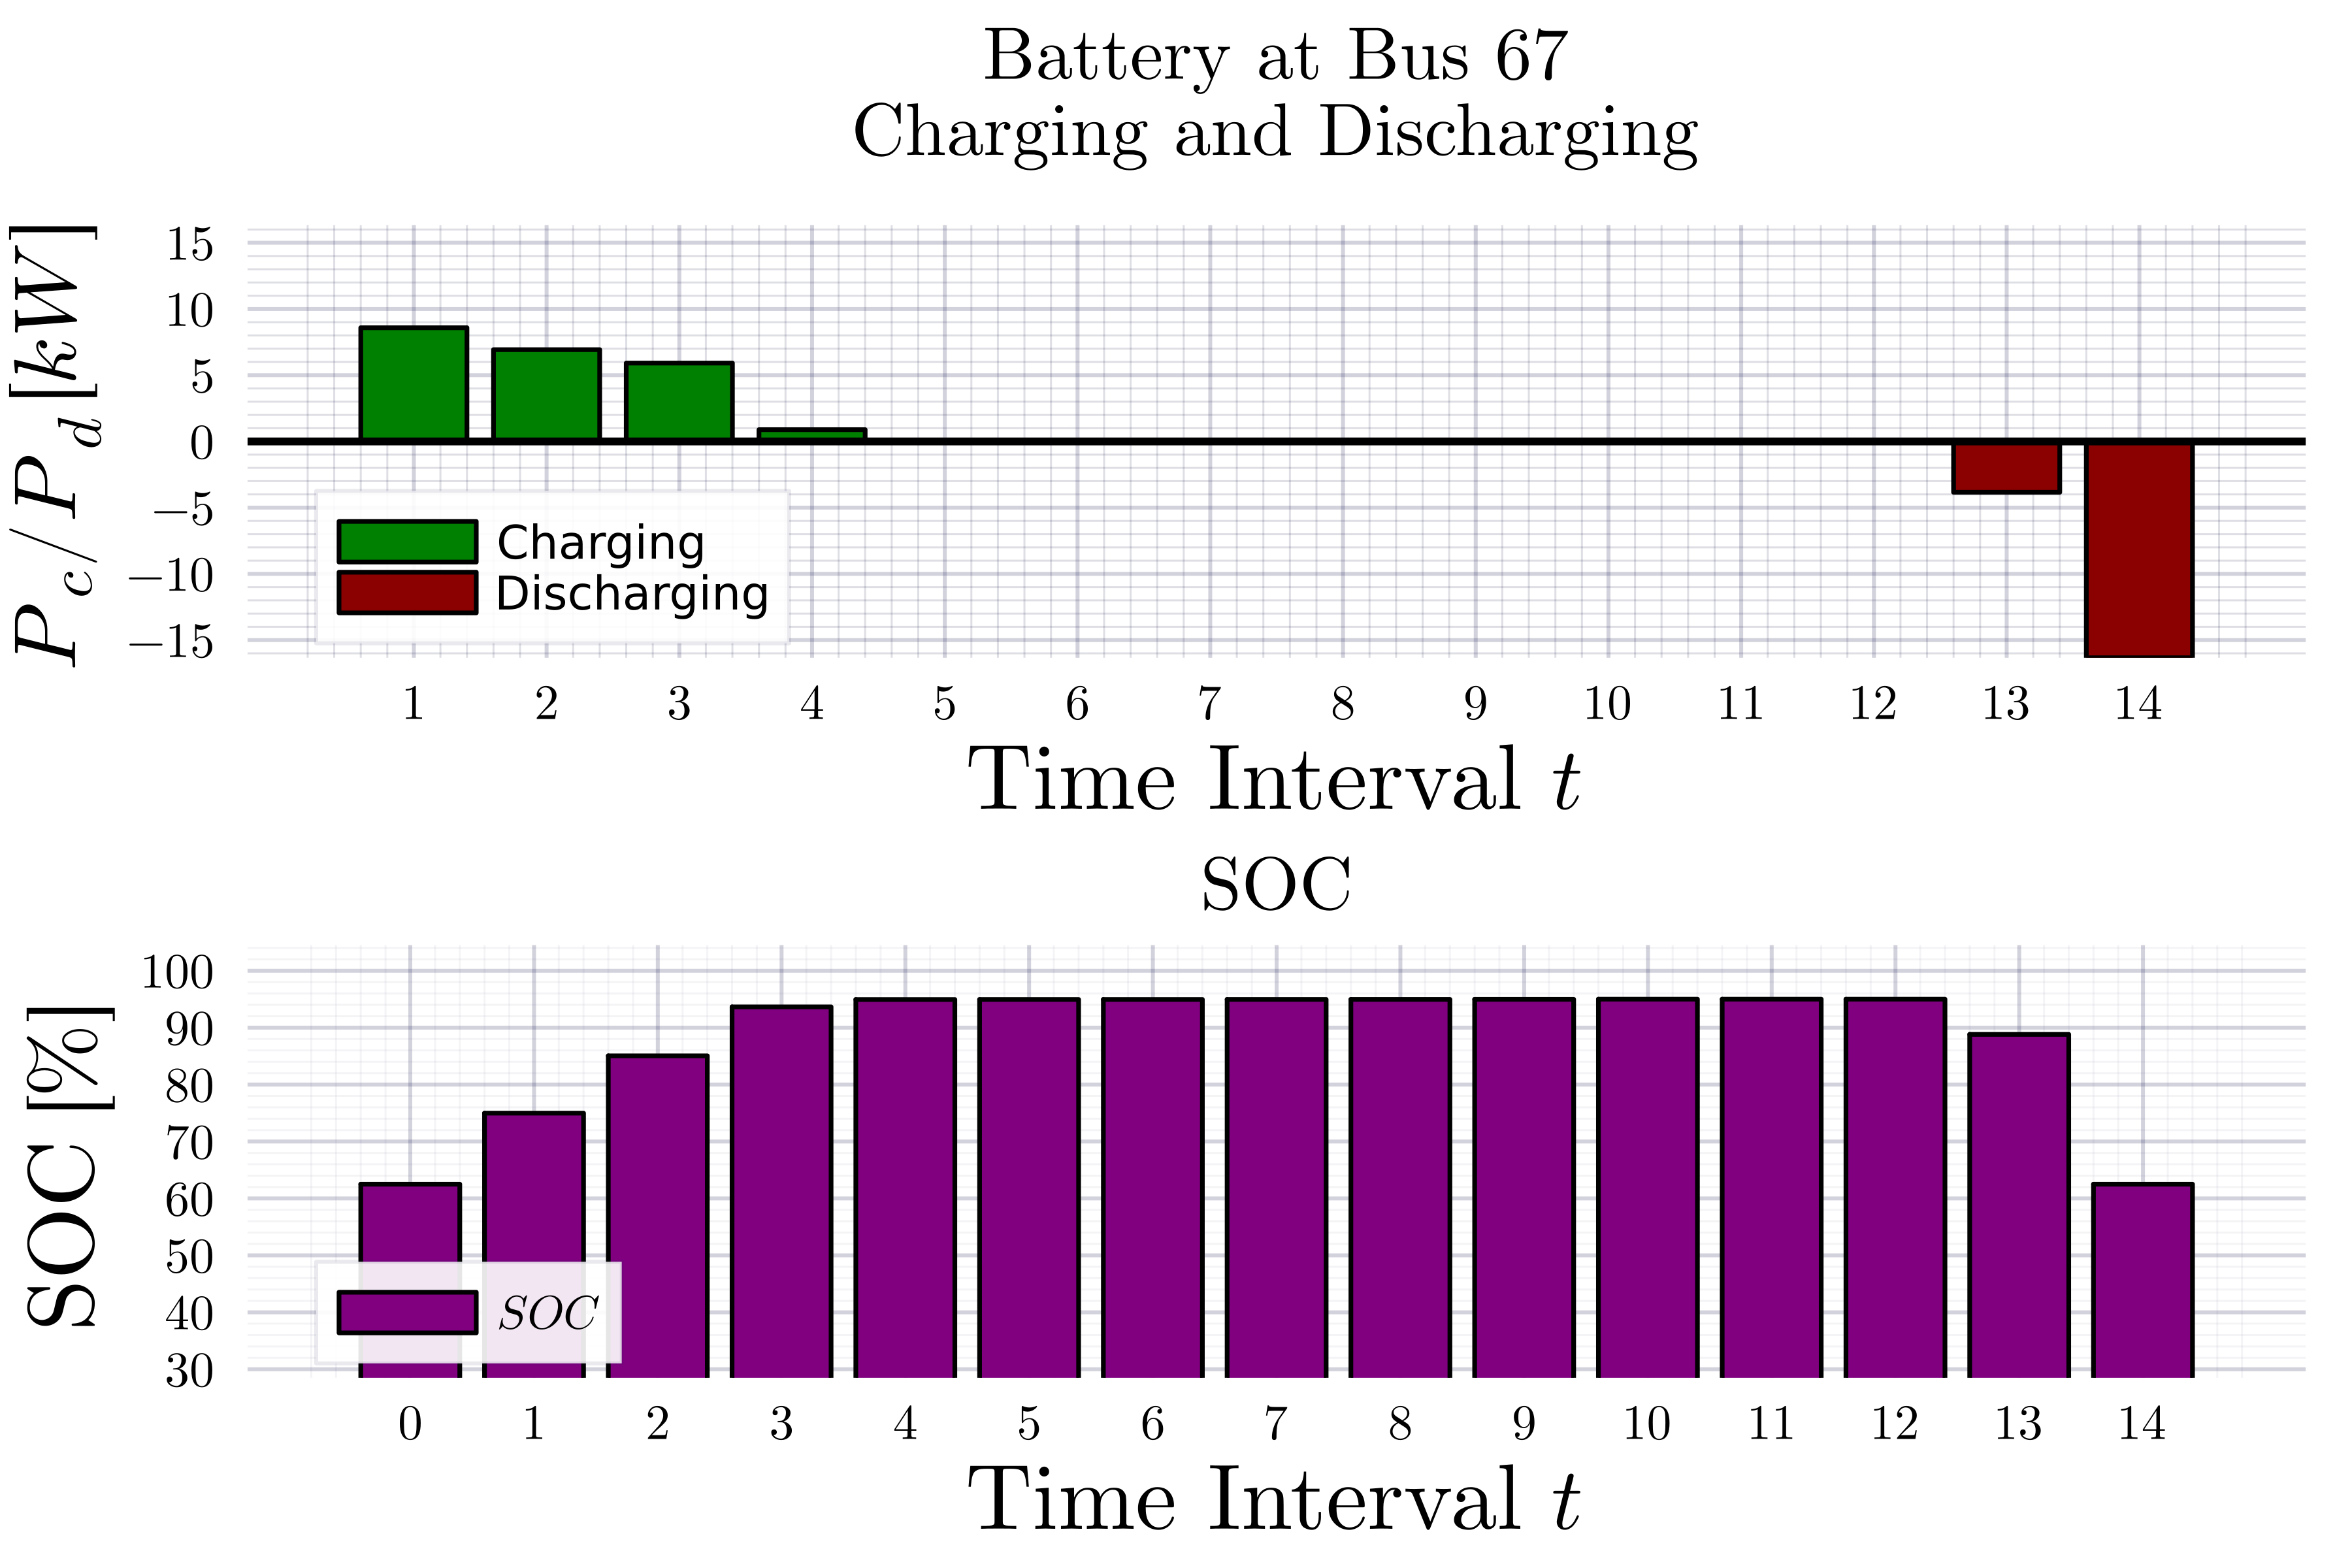 Battery at Bus 67
Charging and Discharging
P_c/P_d [kW]
15
10
5
0
−5
−10
−15
Charging
Discharging
1 2 3 4 5 6 7 8 9 10 11 12 13 14
Time Interval t
SOC
SOC [%]
100
90
80
70
60
50
40
30
SOC
0 1 2 3 4 5 6 7 8 9 10 11 12 13 14
Time Interval t